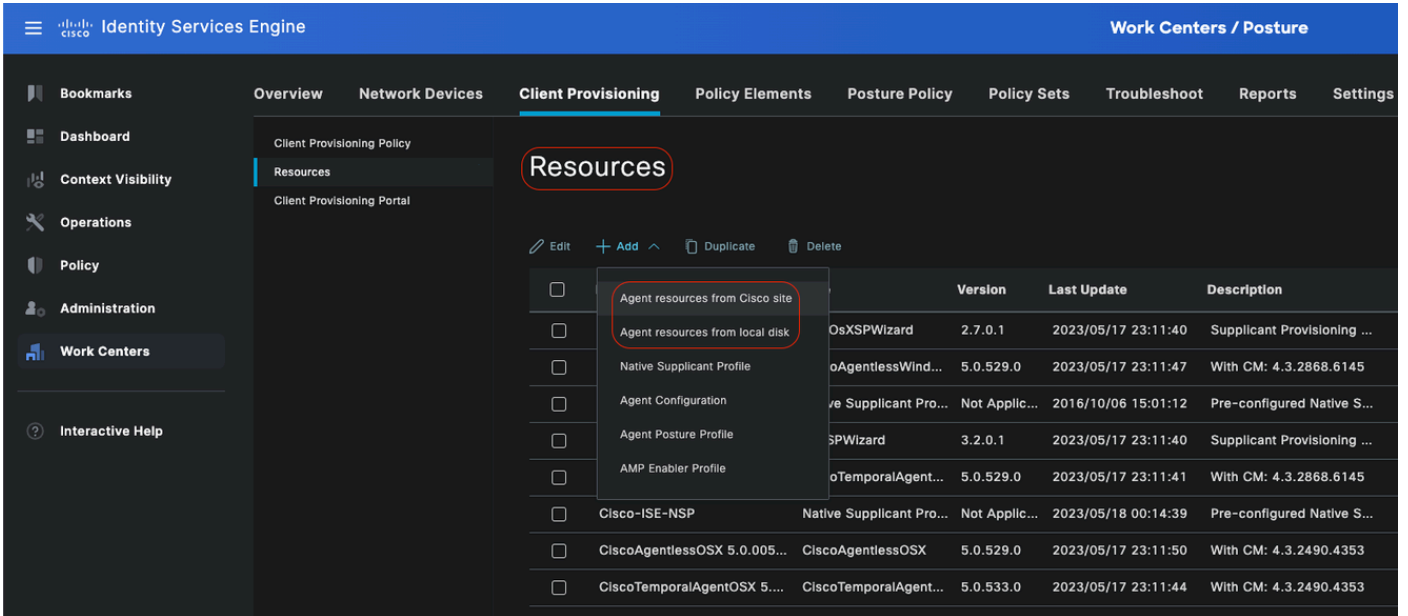 cisco Identity Services Engine
Work Centers / Posture
Bookmarks
Dashboard
Context Visibility
Operations
Policy
Administration
Work Centers
Interactive Help
Overview Network Devices Client Provisioning Policy Elements Posture Policy Policy Sets Troubleshoot Reports Settings
Client Provisioning Policy
Resources
Client Provisioning Portal
Resources
Edit Add Duplicate Delete
Agent resources from Cisco site
Agent resources from local disk
Native Supplicant Profile
Agent Configuration
Agent Posture Profile
AMP Enabler Profile
Version Last Update Description
OsXSPWizard 2.7.0.1 2023/05/17 23:11:40 Supplicant Provisioning ...
oAgentlessWind... 5.0.529.0 2023/05/17 23:11:47 With CM: 4.3.2868.6145
ve Supplicant Pro... Not Applic... 2016/10/06 15:01:12 Pre-configured Native S...
SPWizard 3.2.0.1 2023/05/17 23:11:40 Supplicant Provisioning ...
oTemporalAgent... 5.0.529.0 2023/05/17 23:11:41 With CM: 4.3.2868.6145
Cisco-ISE-NSP Native Supplicant Pro... Not Applic... 2023/05/18 00:14:39 Pre-configured Native S...
CiscoAgentlessOSX 5.0.005... CiscoAgentlessOSX 5.0.529.0 2023/05/17 23:11:50 With CM: 4.3.2490.4353
CiscoTemporalAgentOSX 5.... CiscoTemporalAgent... 5.0.533.0 2023/05/17 23:11:44 With CM: 4.3.2490.4353